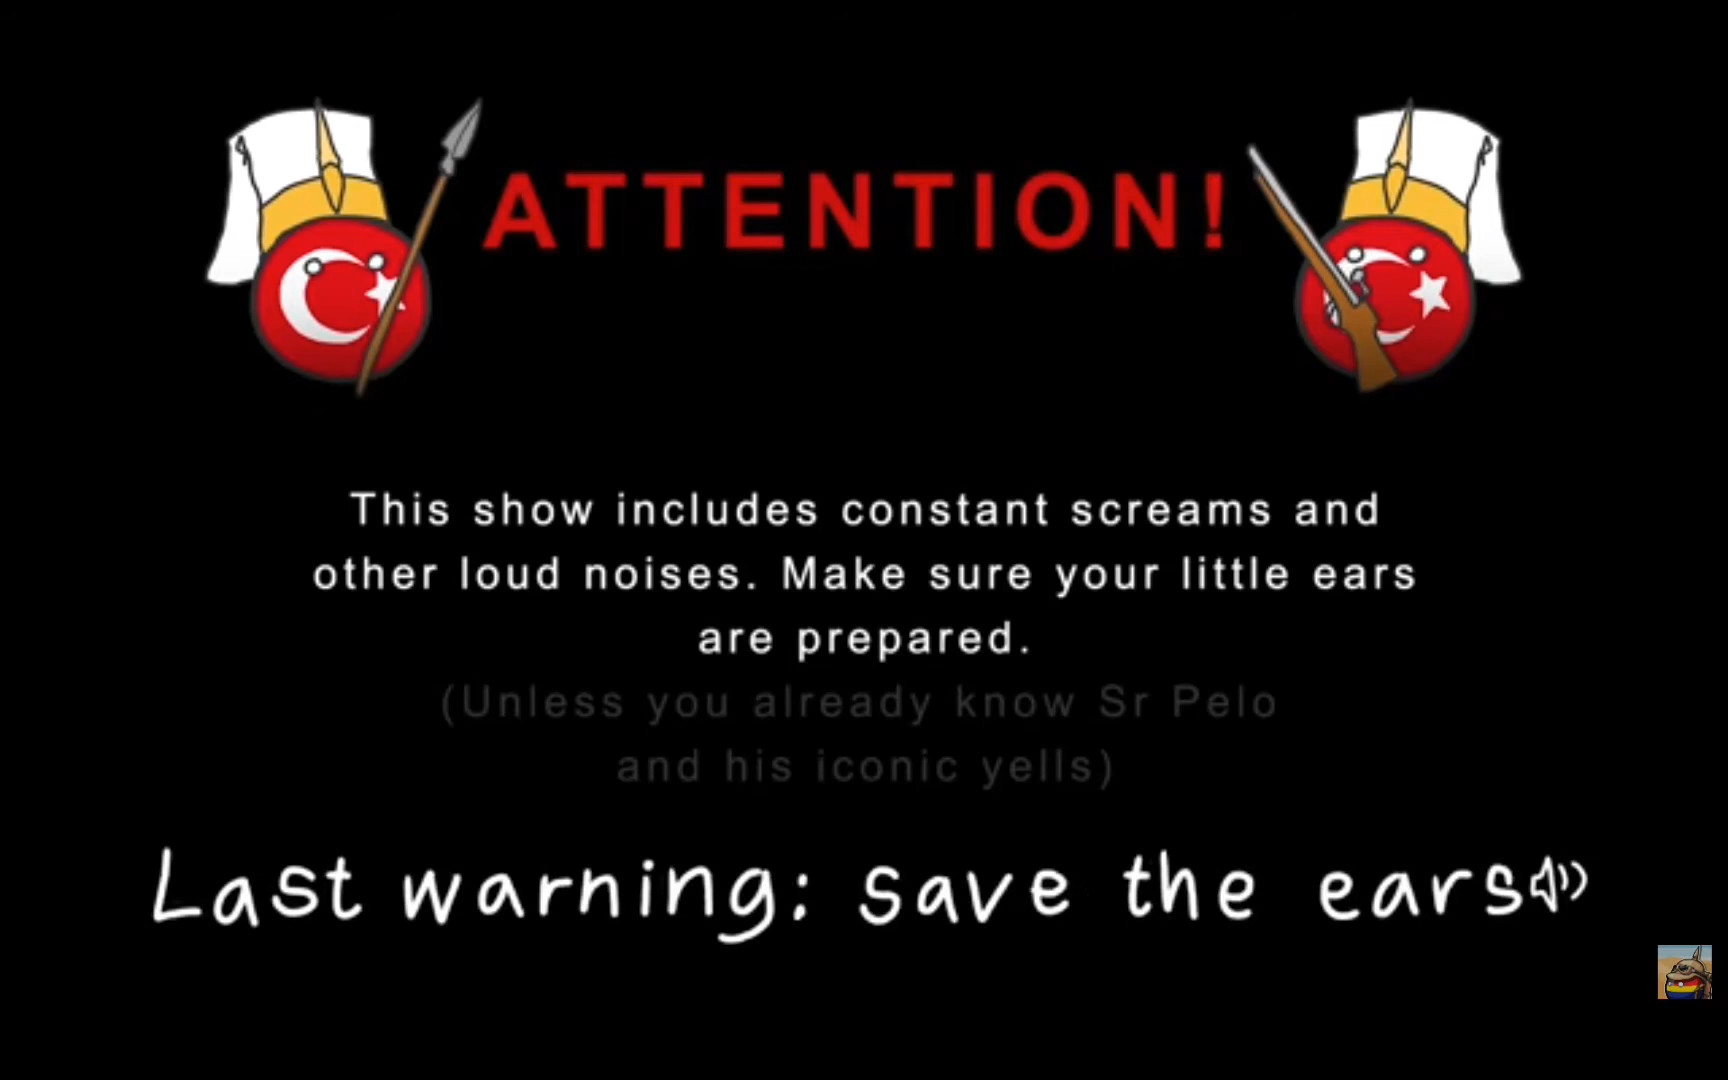 ATTENTION!
This show includes constant screams and
other loud noises. Make sure your little ears
are prepared.
(Unless you already know Sr Pelo
and his iconic yells)
Last warning: save the ears